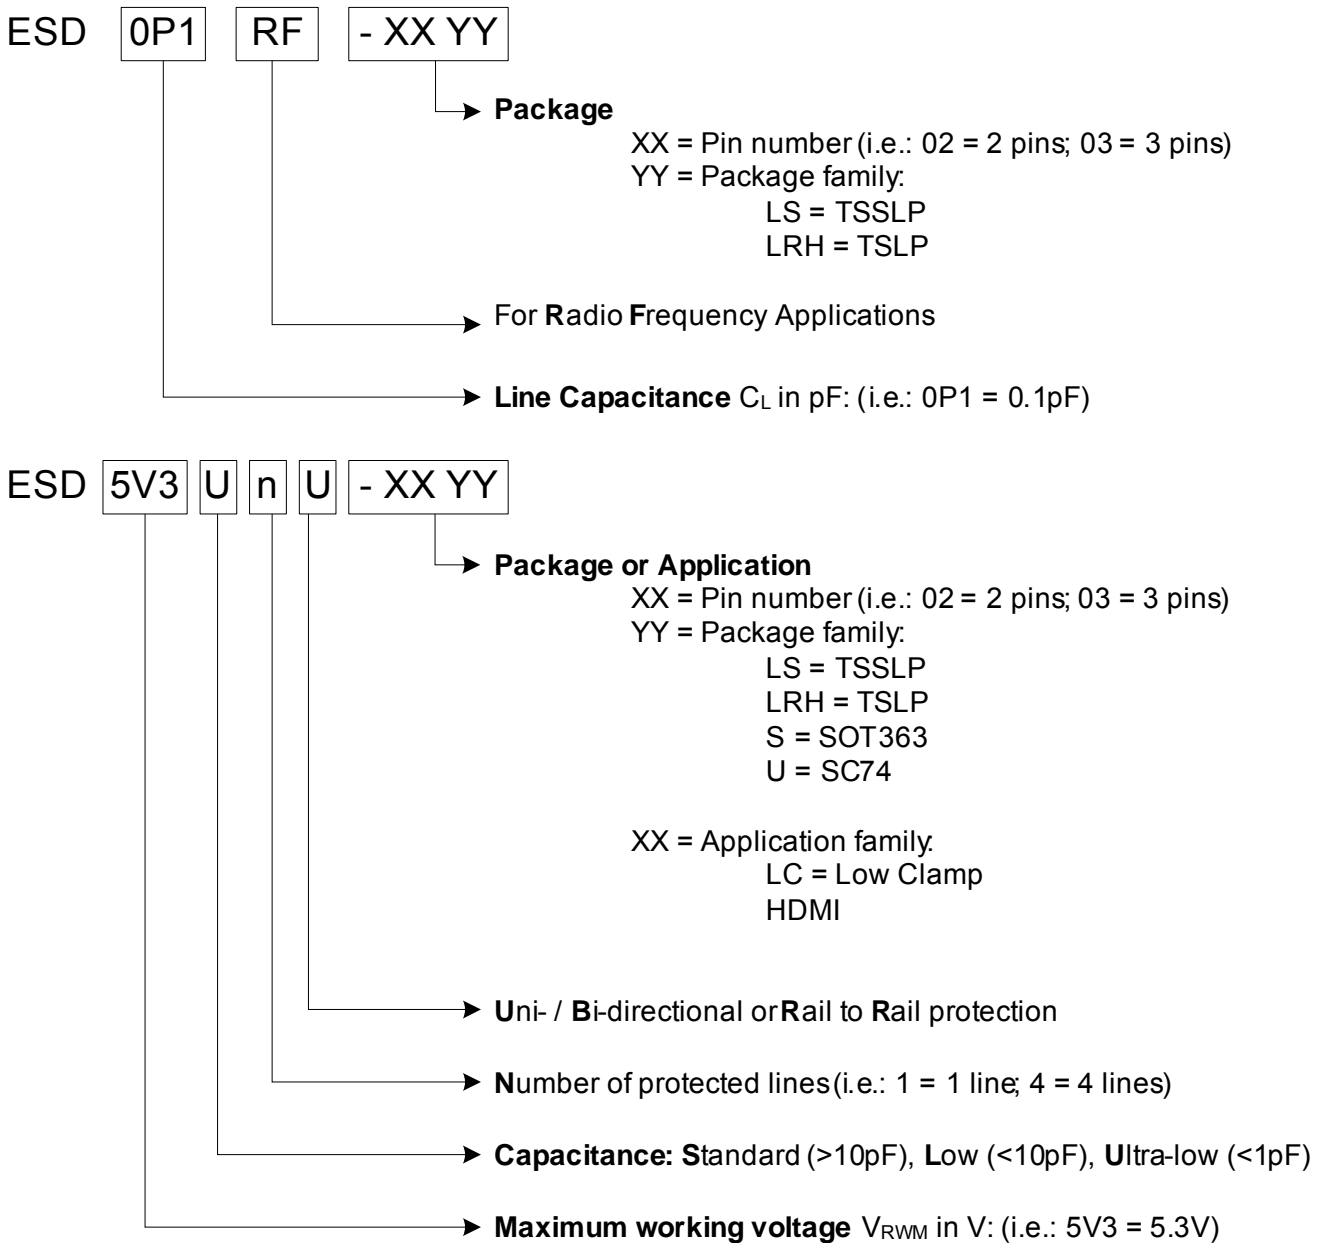 ESD 0P1 RF - XX YY
Package
XX = Pin number (i.e.: 02 = 2 pins; 03 = 3 pins)
YY = Package family:
LS = TSSLP
LRH = TSLP
For Radio Frequency Applications
Line Capacitance CL in pF: (i.e.: 0P1 = 0.1pF)
ESD 5V3 U n U - XX YY
Package or Application
XX = Pin number (i.e.: 02 = 2 pins; 03 = 3 pins)
YY = Package family:
LS = TSSLP
LRH = TSLP
S = SOT363
U = SC74
XX = Application family:
LC = Low Clamp
HDMI
Uni- / Bi-directional or Rail to Rail protection
Number of protected lines (i.e.: 1 = 1 line; 4 = 4 lines)
Capacitance: Standard (>10pF), Low (<10pF), Ultra-low (<1pF)
Maximum working voltage VRWM in V: (i.e.: 5V3 = 5.3V)